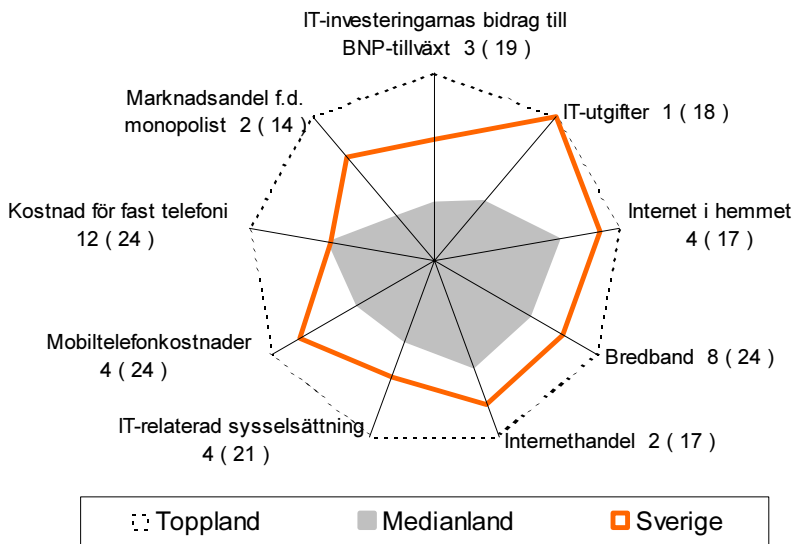 IT-investeringarnas bidrag till
BNP-tillväxt 3 ( 19 )
Marknadsandel f.d.
monopolist 2 ( 14 )
IT-utgifter 1 ( 18 )
Kostnad för fast telefoni
12 ( 24 )
Internet i hemmet
4 ( 17 )
Mobiltelefonkostnader
4 ( 24 )
Bredband 8 ( 24 )
IT-relaterad sysselsättning
4 ( 21 )
Internethandel 2 ( 17 )
Toppland Medianland Sverige